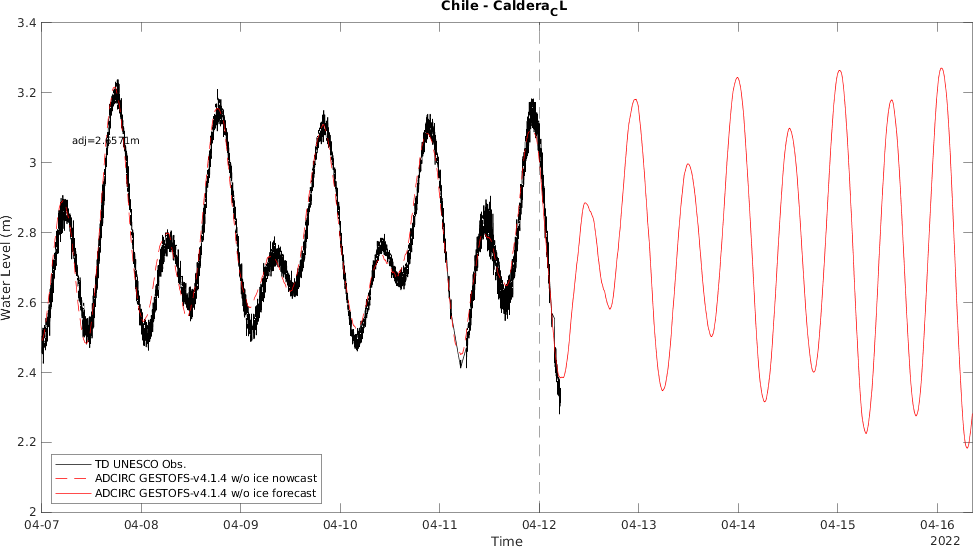 Chile - Caldera_CL
3.4
3.2
3
2.8
2.6
2.4
2.2
2
Water Level (m)
adj=2.6571m
TD UNESCO Obs.
ADCIRC GESTOFS-v4.1.4 w/o ice nowcast
ADCIRC GESTOFS-v4.1.4 w/o ice forecast
04-07 04-08 04-09 04-10 04-11 04-12 04-13 04-14 04-15 04-16
Time
2022